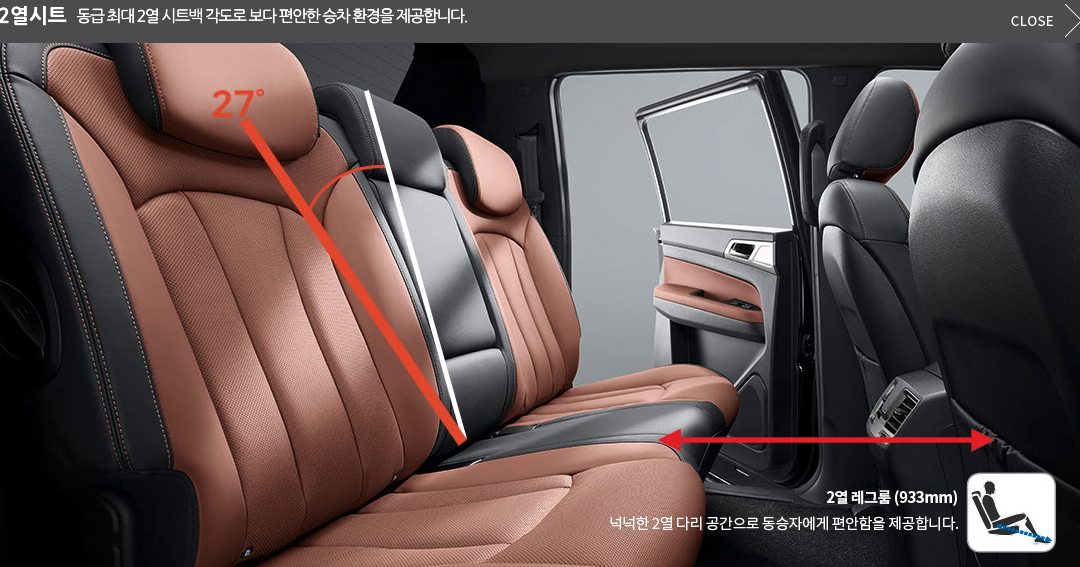 2열시트 동급 최대 2열 시트백 각도로 보다 편안한 승차 환경을 제공합니다.
CLOSE
27°
2열 레그룸 (933mm)
넉넉한 2열 다리 공간으로 동승자에게 편안함을 제공합니다.